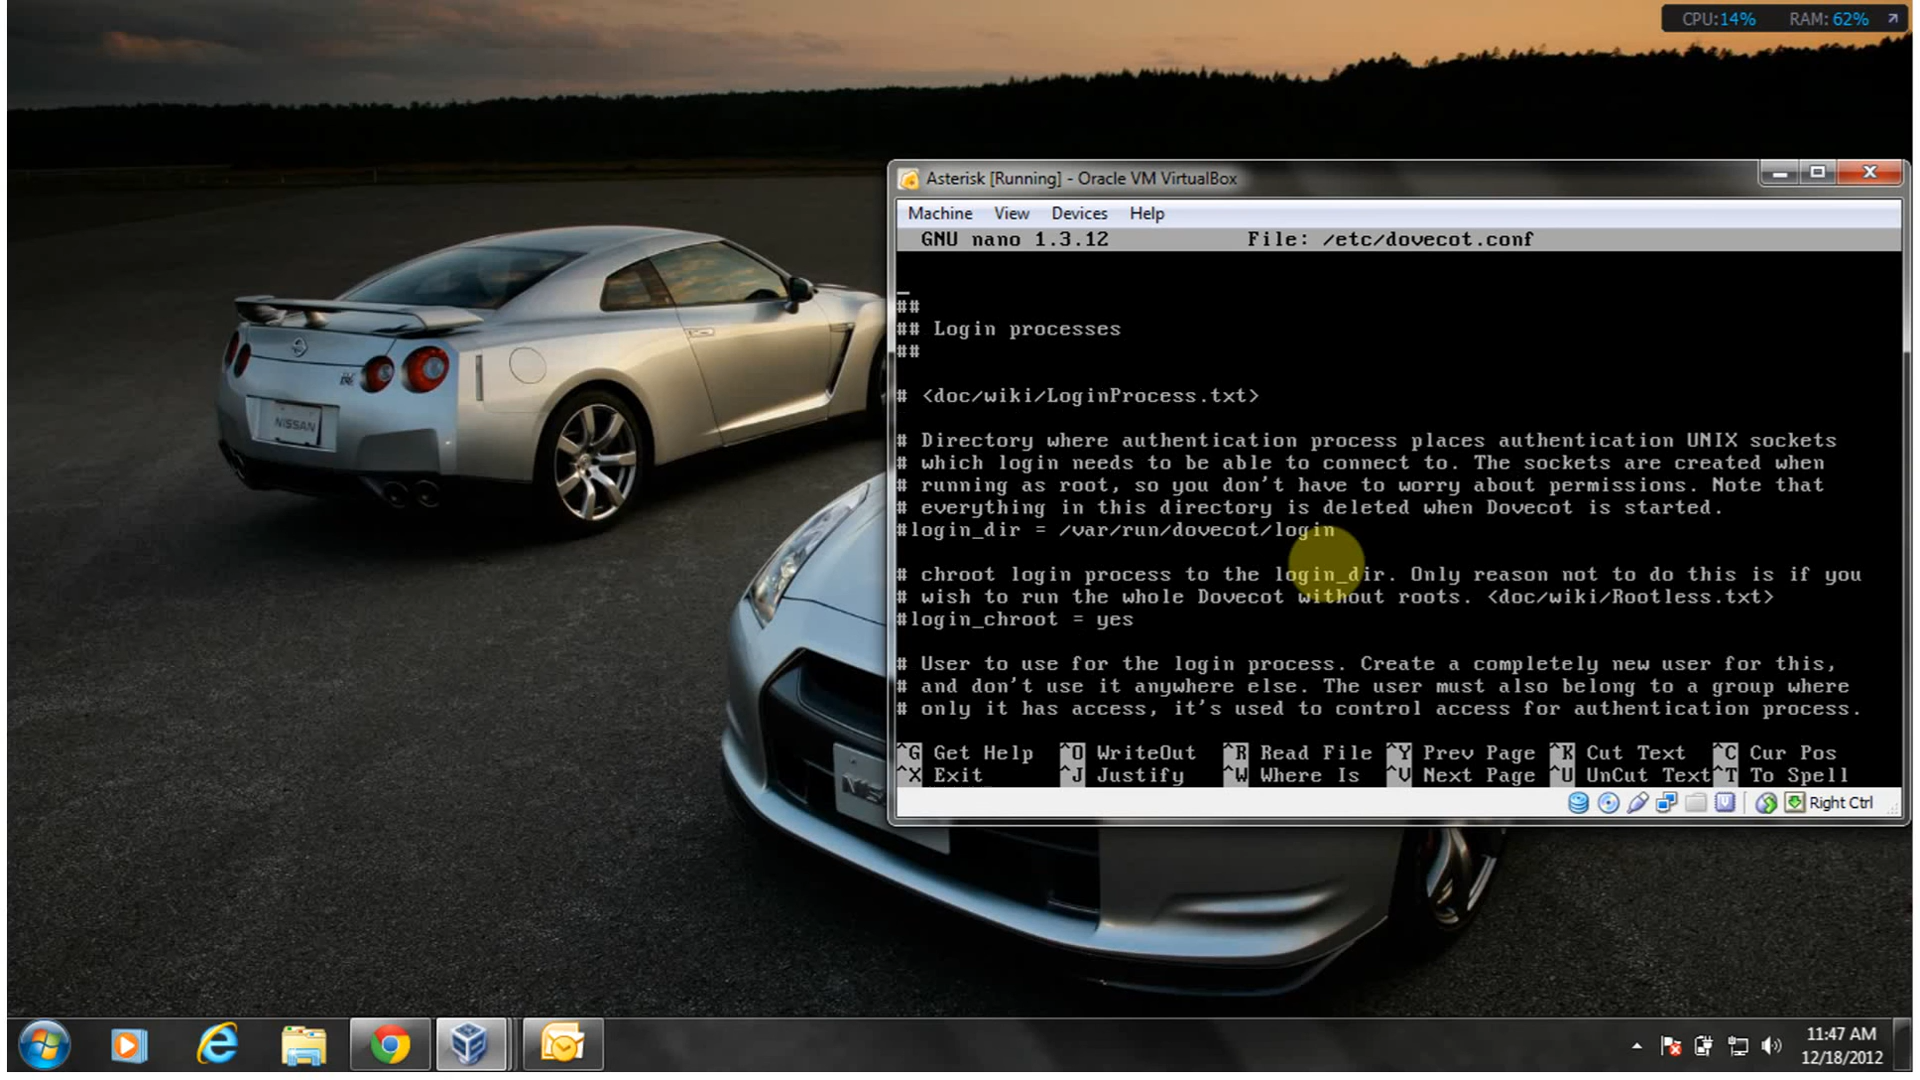 CPU:14% RAM: 62%
Asterisk [Running] - Oracle VM VirtualBox
Machine View Devices Help
GNU nano 1.3.12 File: /etc/dovecot.conf
##
## Login processes
##
# <doc/wiki/LoginProcess.txt>
# Directory where authentication process places authentication UNIX sockets
# which login needs to be able to connect to. The sockets are created when
# running as root, so you don't have to worry about permissions. Note that
# everything in this directory is deleted when Dovecot is started.
#login_dir = /var/run/dovecot/login
# chroot login process to the login_dir. Only reason not to do this is if you
# wish to run the whole Dovecot without roots. <doc/wiki/Rootless.txt>
#login_chroot = yes
# User to use for the login process. Create a completely new user for this,
# and don't use it anywhere else. The user must also belong to a group where
# only it has access, it's used to control access for authentication process.
^G Get Help ^O WriteOut ^R Read File ^Y Prev Page ^K Cut Text ^C Cur Pos
^X Exit ^J Justify ^W Where Is ^V Next Page ^U UnCut Text ^T To Spell
Right Ctrl
NISSAN
11:47 AM
12/18/2012